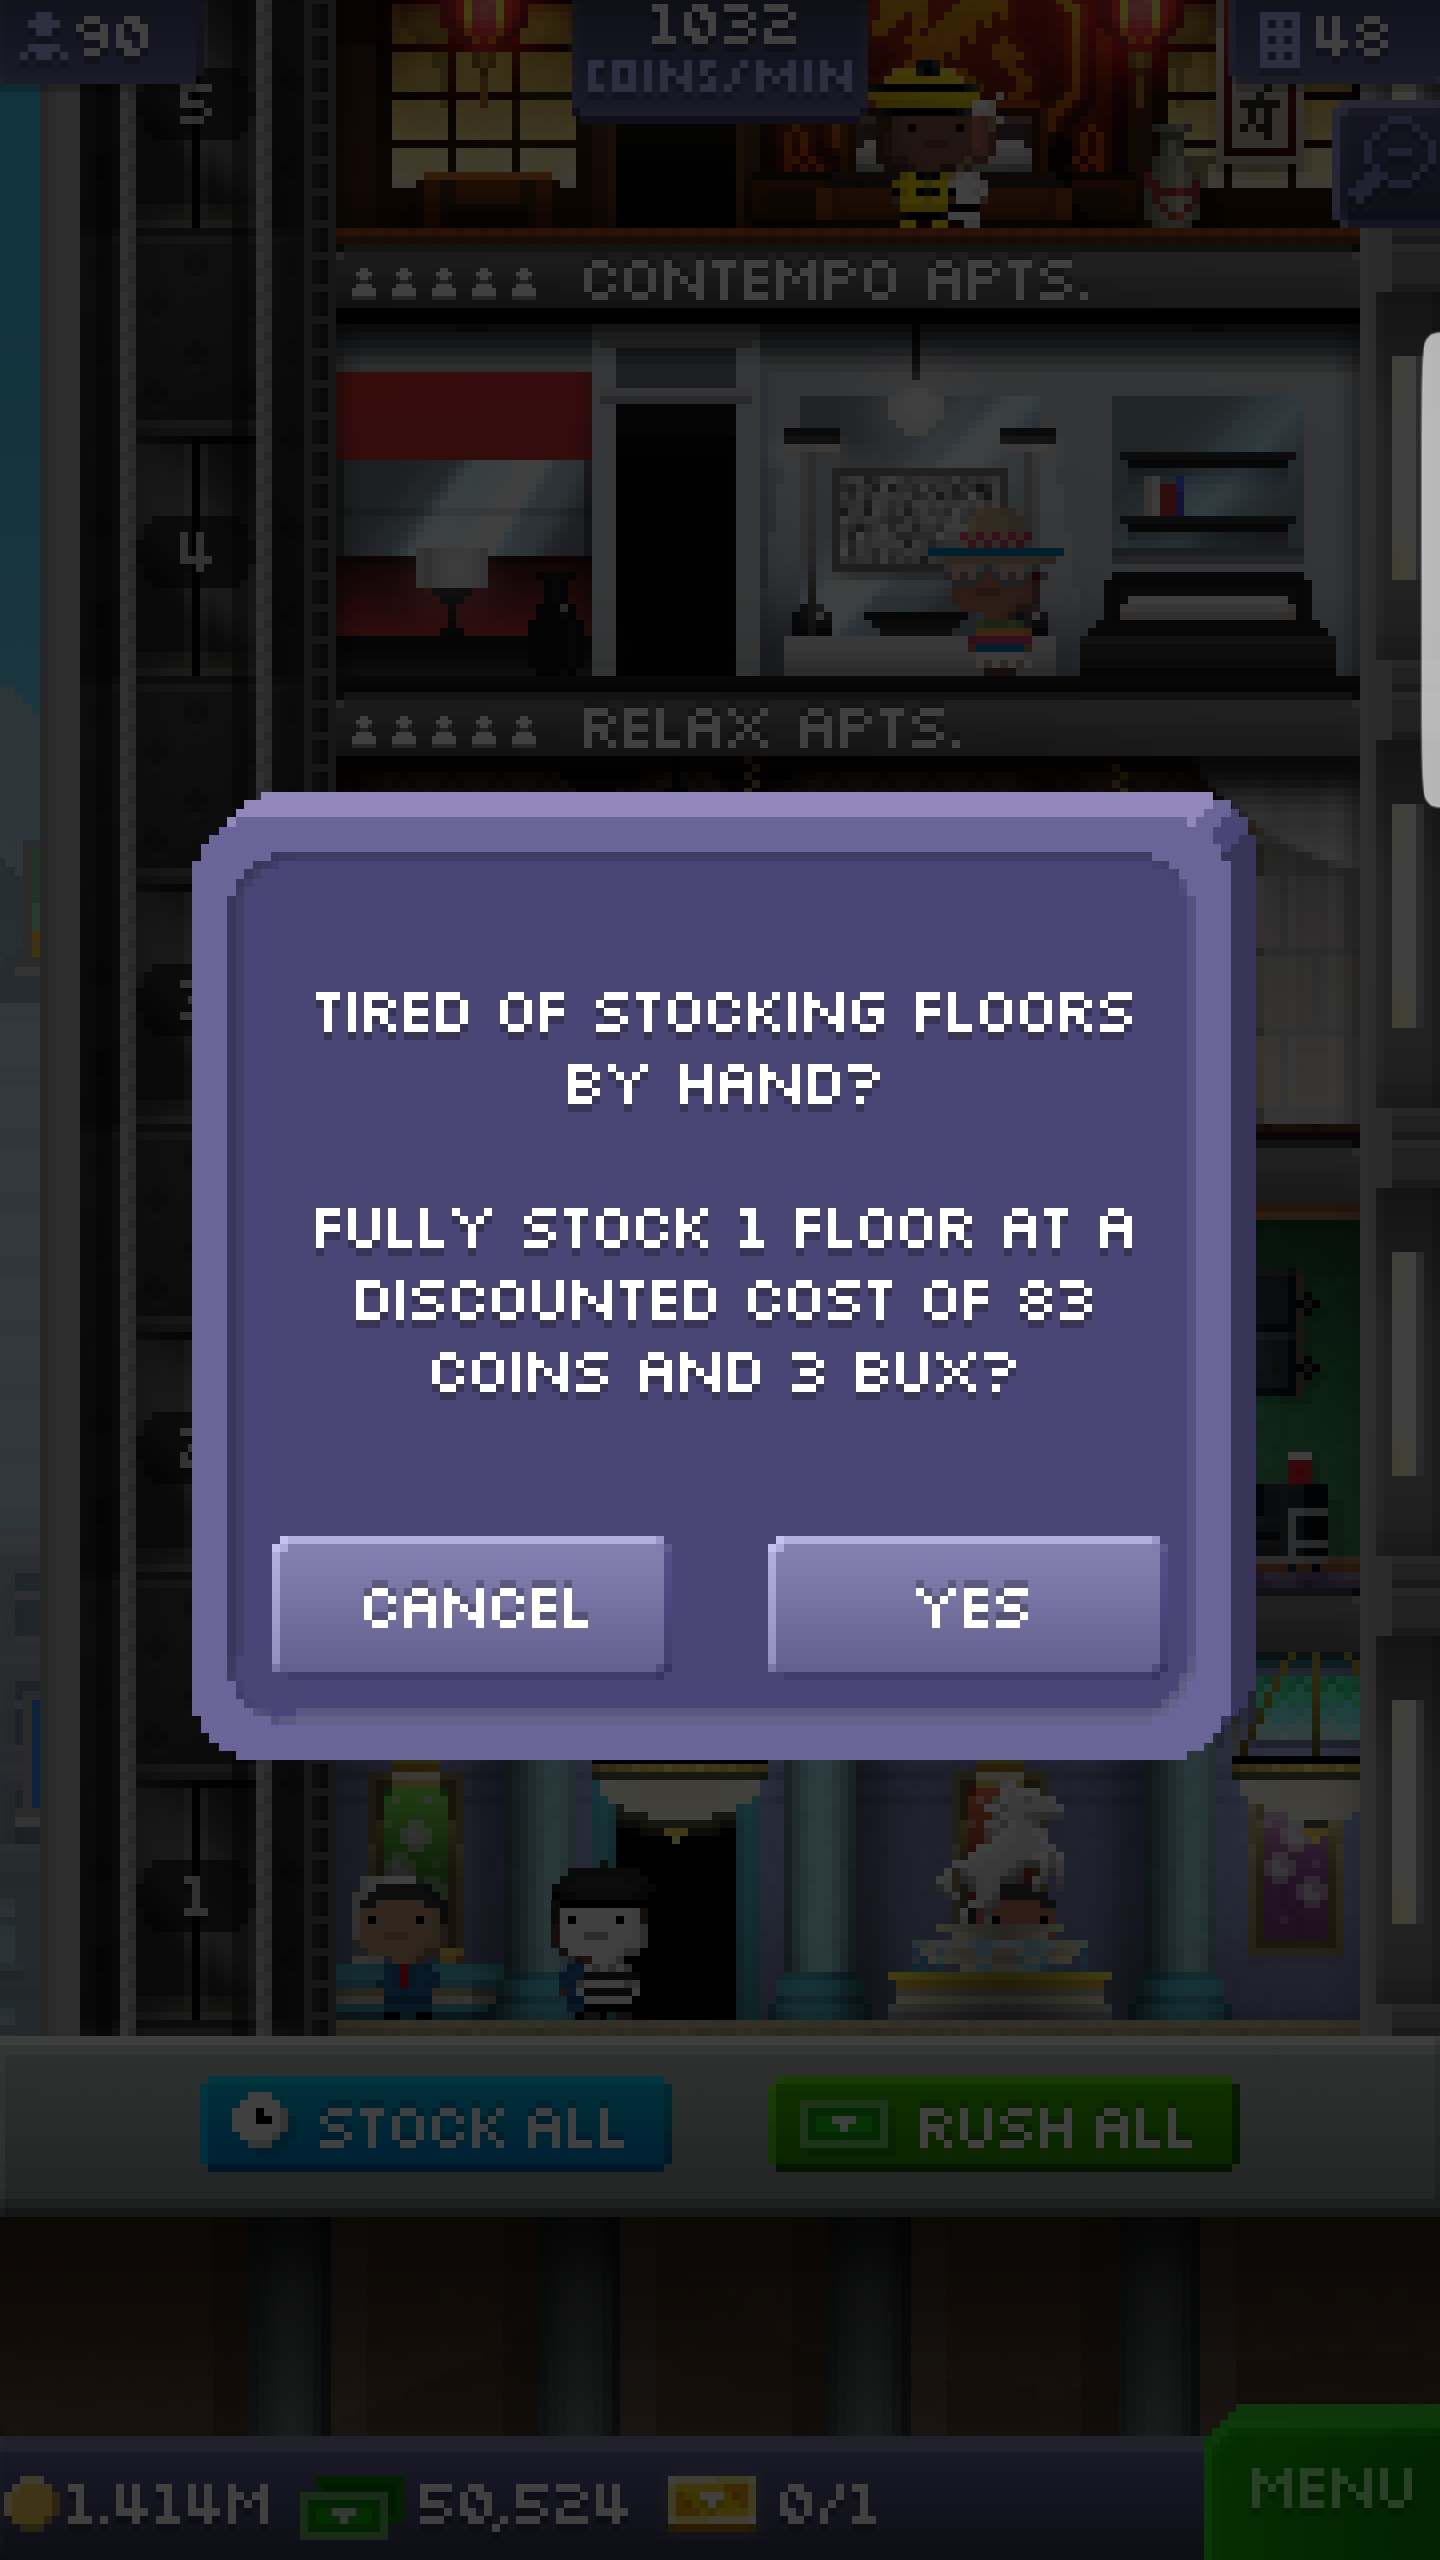 90
1032
COINS/MIN
48
5
CONTEMPO APTS.
4
RELAX APTS.
TIRED OF STOCKING FLOORS
BY HAND?
FULLY STOCK 1 FLOOR AT A
DISCOUNTED COST OF 83
COINS AND 3 BUX?
CANCEL
YES
1
STOCK ALL
RUSH ALL
1.414M
50,524
0/1
MENU